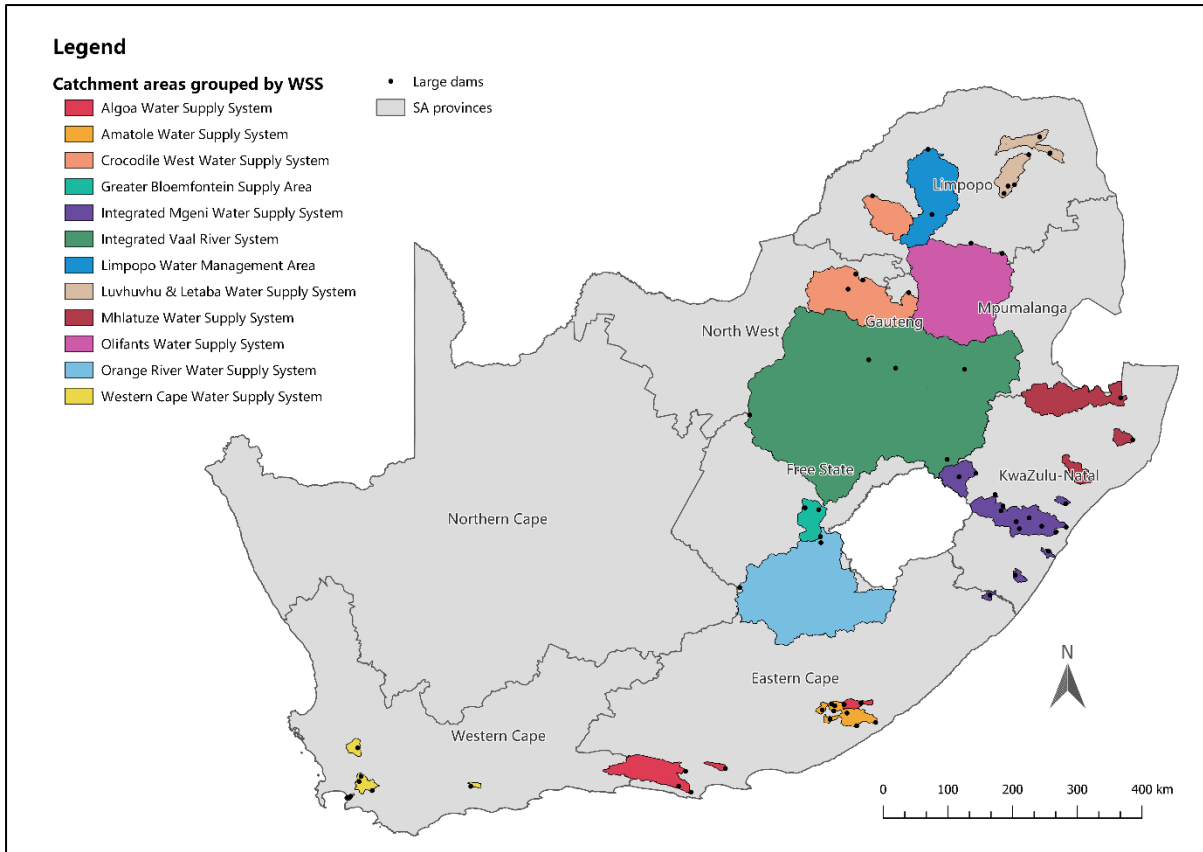 Legend
Catchment areas grouped by WSS
Algoa Water Supply System
Amatole Water Supply System
Crocodile West Water Supply System
Greater Bloemfontein Supply Area
Integrated Mgeni Water Supply System
Integrated Vaal River System
Limpopo Water Management Area
Luvhuvhu & Letaba Water Supply System
Mhlatuze Water Supply System
Olifants Water Supply System
Orange River Water Supply System
Western Cape Water Supply System
Large dams
SA provinces
Limpopo
Mpumalanga
Gauteng
North West
Free State
KwaZulu-Natal
Northern Cape
Eastern Cape
Western Cape
N
0 100 200 300 400 km